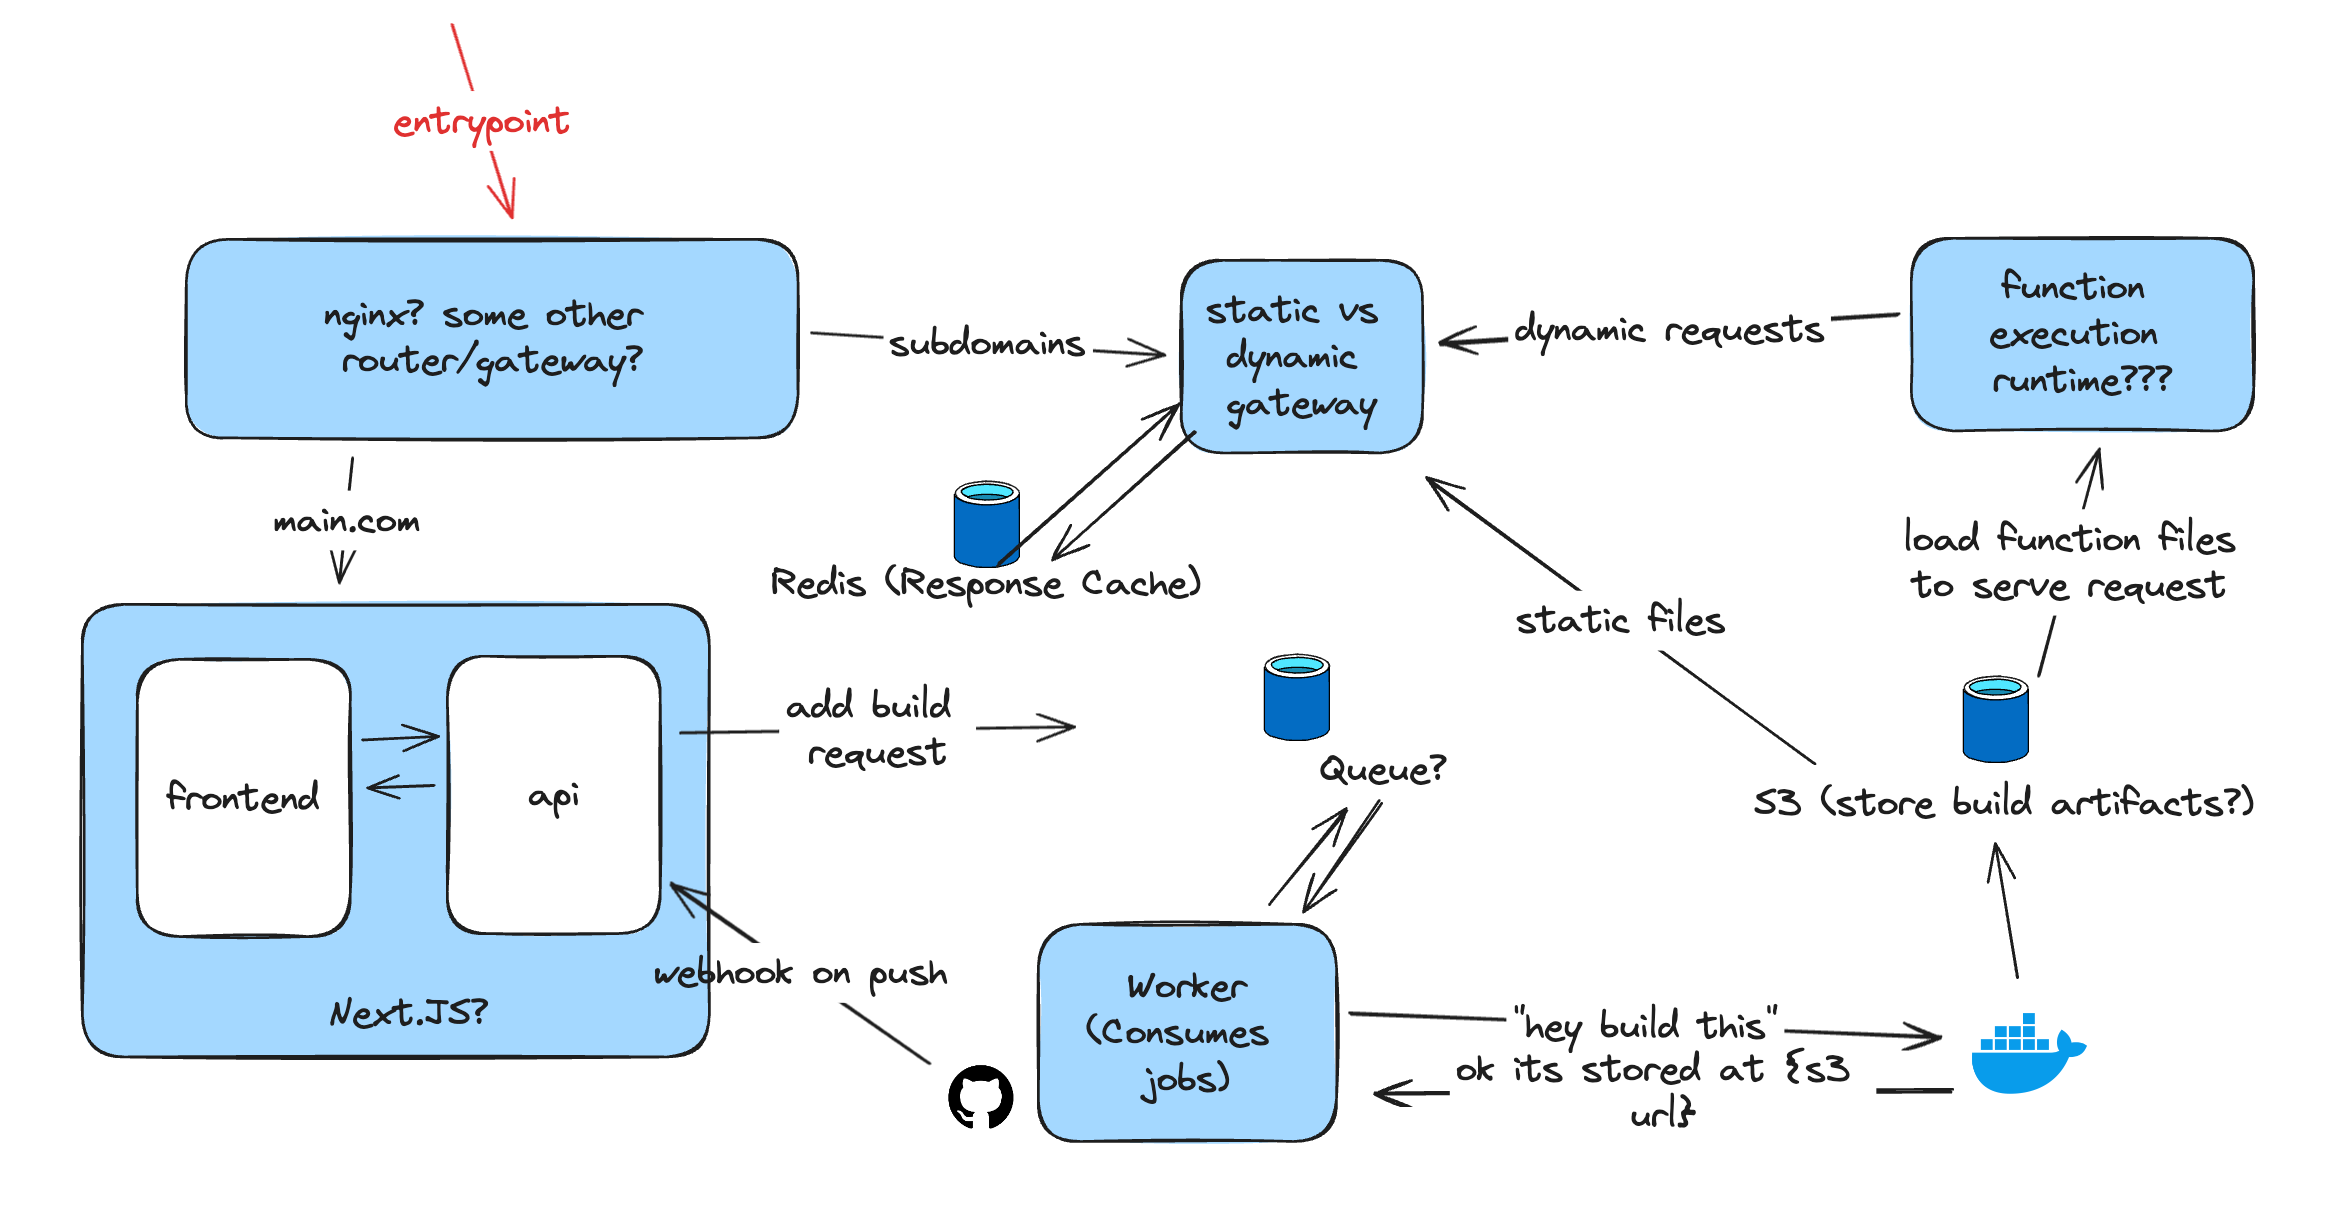 entrypoint
nginx? some other
router/gateway?
subdomains
static vs
dynamic
gateway
dynamic requests
function
execution
runtime???
main.com
Redis (Response Cache)
load function files
to serve request
static files
add build
request
frontend
api
Next.JS?
Queue?
S3 (store build artifacts?)
webhook on push
Worker
(Consumes
jobs)
"hey build this"
ok its stored at {s3
url}